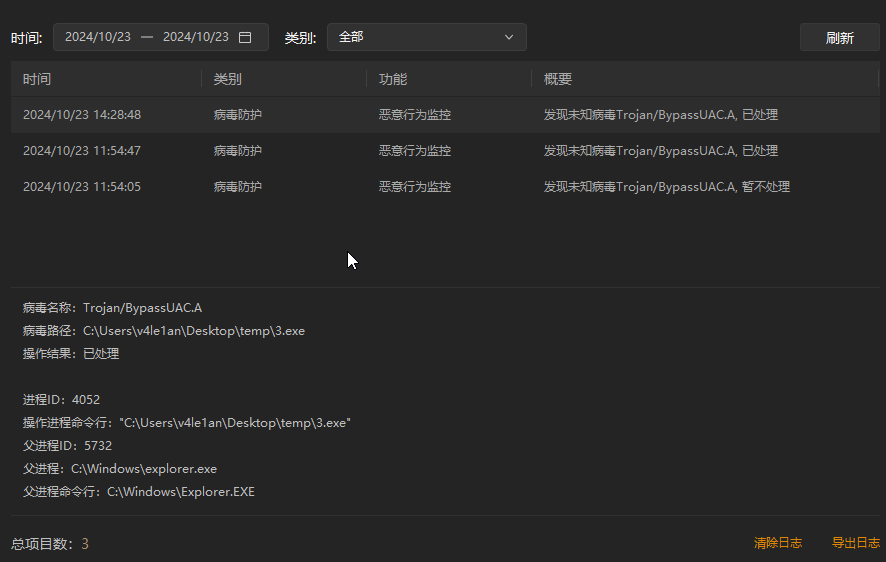 时间: 2024/10/23 — 2024/10/23 类别: 全部 刷新
时间 类别 功能 概要
2024/10/23 14:28:48 病毒防护 恶意行为监控 发现未知病毒Trojan/BypassUAC.A, 已处理
2024/10/23 11:54:47 病毒防护 恶意行为监控 发现未知病毒Trojan/BypassUAC.A, 已处理
2024/10/23 11:54:05 病毒防护 恶意行为监控 发现未知病毒Trojan/BypassUAC.A, 暂不处理
病毒名称：Trojan/BypassUAC.A
病毒路径：C:\Users\v4le1an\Desktop\temp\3.exe
操作结果：已处理
进程ID：4052
操作进程命令行："C:\Users\v4le1an\Desktop\temp\3.exe"
父进程ID：5732
父进程：C:\Windows\explorer.exe
父进程命令行：C:\Windows\Explorer.EXE
总项目数：3 清除日志 导出日志